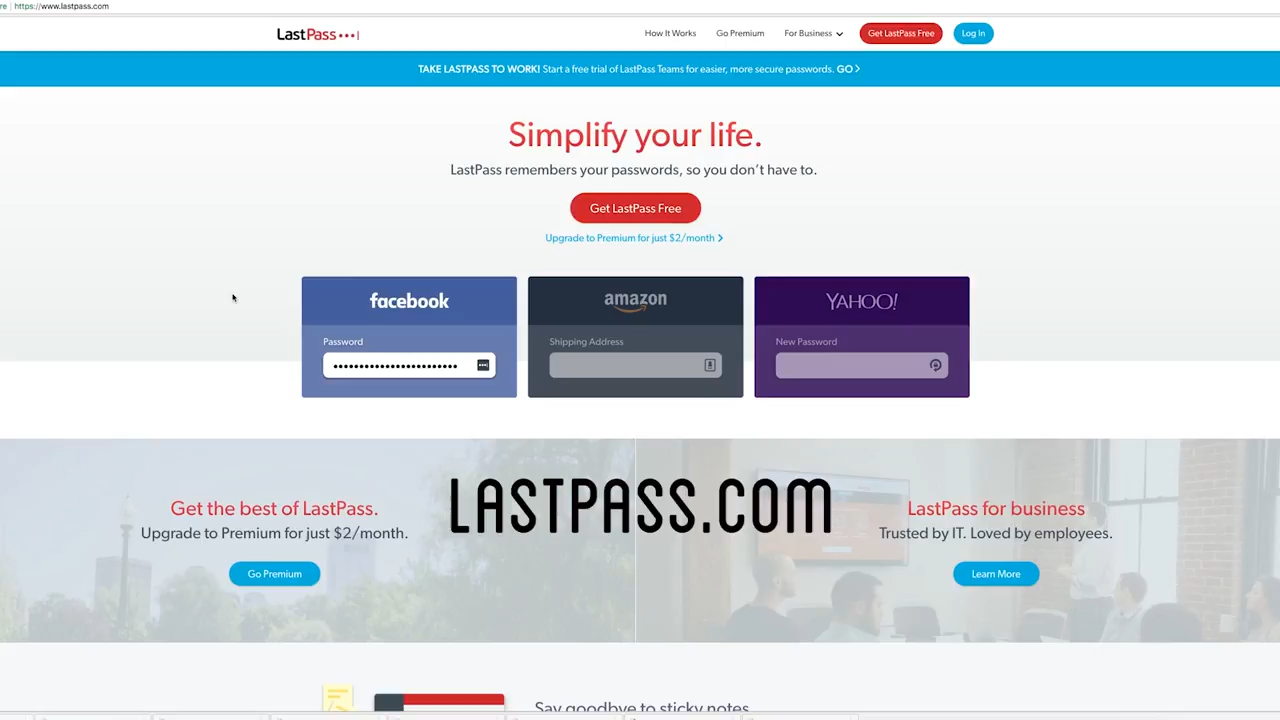 re | https://www.lastpass.com
LastPass
How It Works
Go Premium
For Business
Get LastPass Free
Log In
TAKE LASTPASS TO WORK! Start a free trial of LastPass Teams for easier, more secure passwords. GO
Simplify your life.
LastPass remembers your passwords, so you don't have to.
Get LastPass Free
Upgrade to Premium for just $2/month
facebook
Password
amazon
Shipping Address
YAHOO!
New Password
Get the best of LastPass.
Upgrade to Premium for just $2/month.
Go Premium
LASTPASS.COM
LastPass for business
Trusted by IT. Loved by employees.
Learn More
Say goodbye to sticky notes